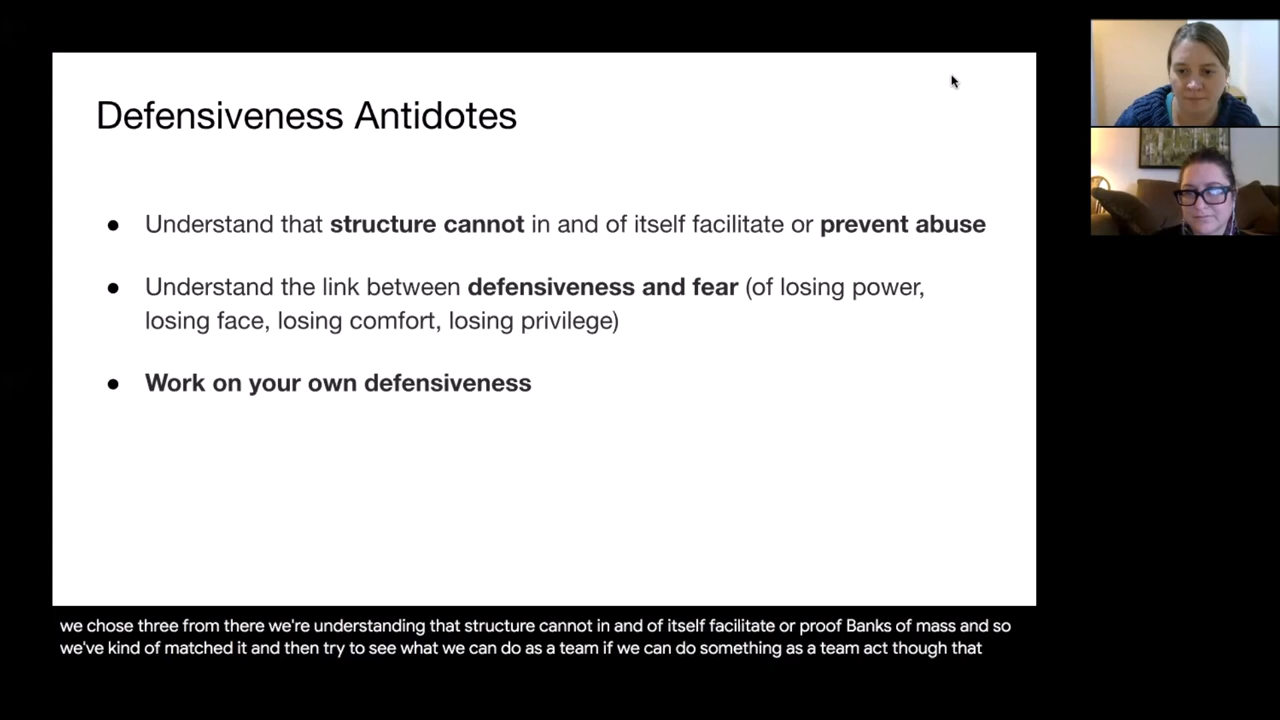 Defensiveness Antidotes
● Understand that structure cannot in and of itself facilitate or prevent abuse
● Understand the link between defensiveness and fear (of losing power,
losing face, losing comfort, losing privilege)
● Work on your own defensiveness
we chose three from there we're understanding that structure cannot in and of itself facilitate or proof Banks of mass and so
we've kind of matched it and then try to see what we can do as a team if we can do something as a team act though that